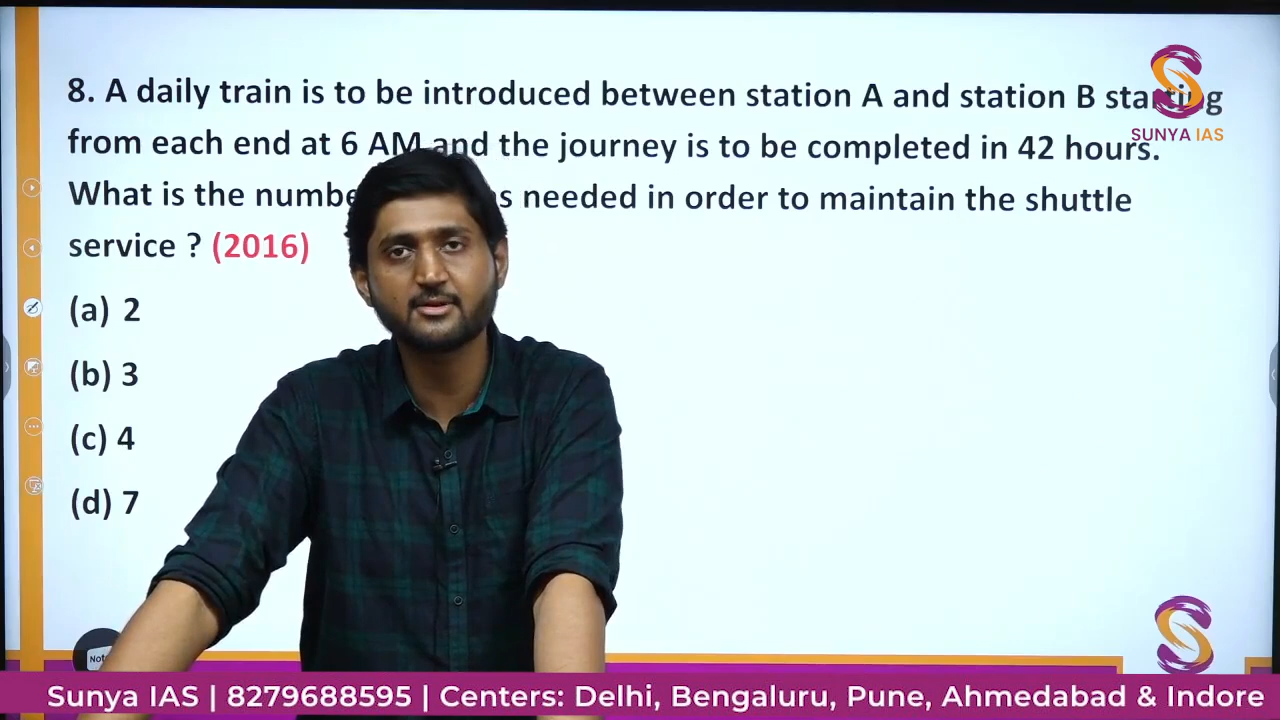 8. A daily train is to be introduced between station A and station B starting
SUNYA IAS
from each end at 6 AM and the journey is to be completed in 42 hours.
What is the needed in order to maintain the shuttle
service ? (2016)
(a) 2
(b) 3
(c) 4
(d) 7
Sunya IAS | 8279688595 | Centers: Delhi, Bengaluru, Pune, Ahmedabad & Indore